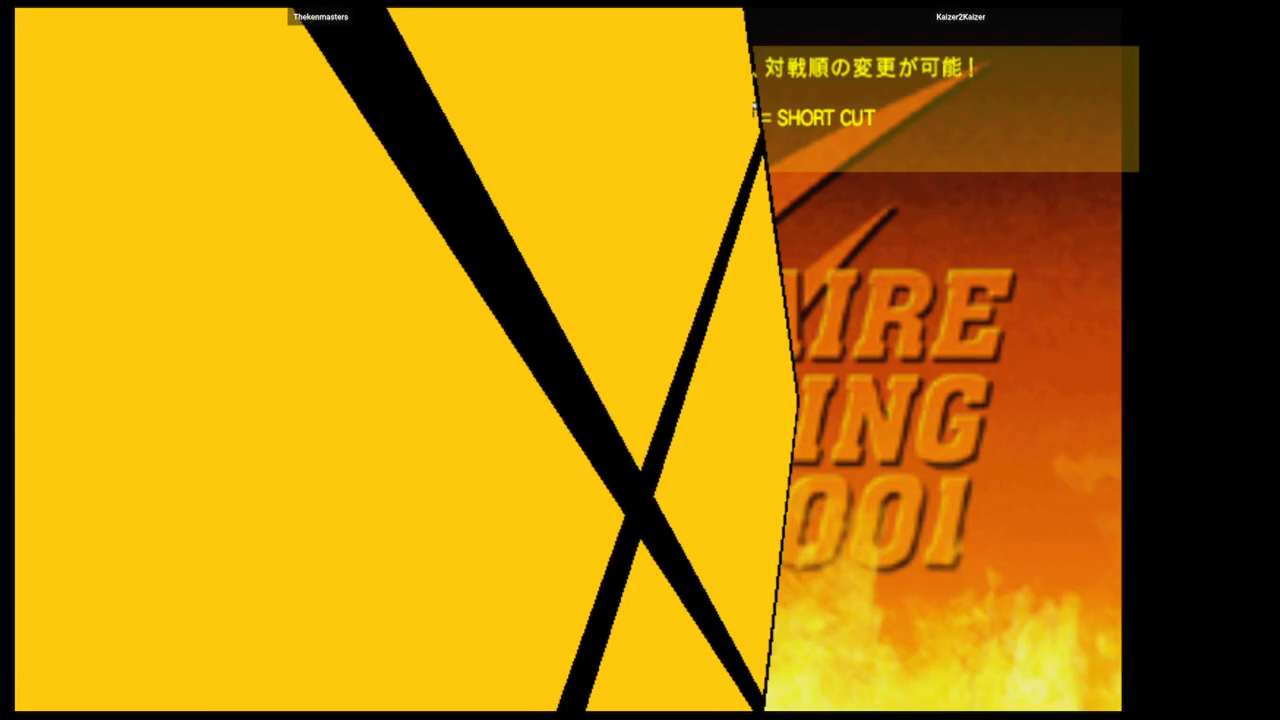 Thekenmasters
Kaizer2Kaizer
、対戦順の変更が可能！
= SHORT CUT
IRE
ING
001